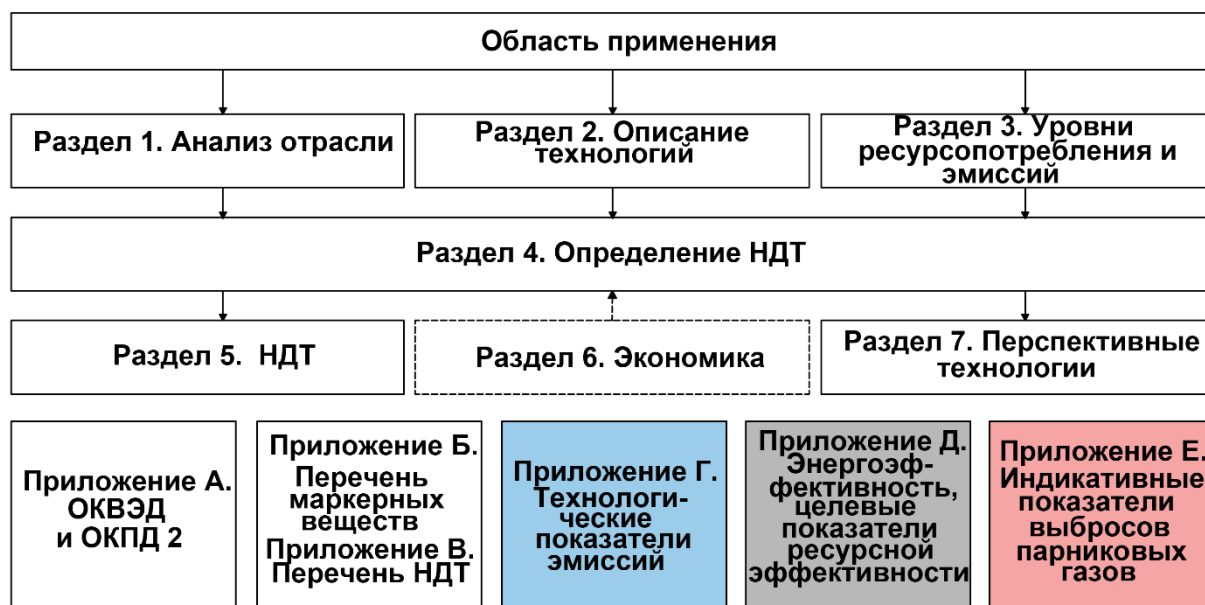 Область применения
Раздел 1. Анализ отрасли
Раздел 2. Описание
технологий
Раздел 3. Уровни
ресурсопотребления и
эмиссий
Раздел 4. Определение НДТ
Раздел 5. НДТ
Раздел 6. Экономика
Раздел 7. Перспективные
технологии
Приложение А.
ОКВЭД
и ОКПД 2
Приложение Б.
Перечень
маркерных
веществ
Приложение В.
Перечень НДТ
Приложение Г.
Технологи-
ческие
показатели
эмиссий
Приложение Д.
Энергоэф-
фективность,
целевые
показатели
ресурсной
эффективности
Приложение Е.
Индикативные
показатели
выбросов
парниковых
газов